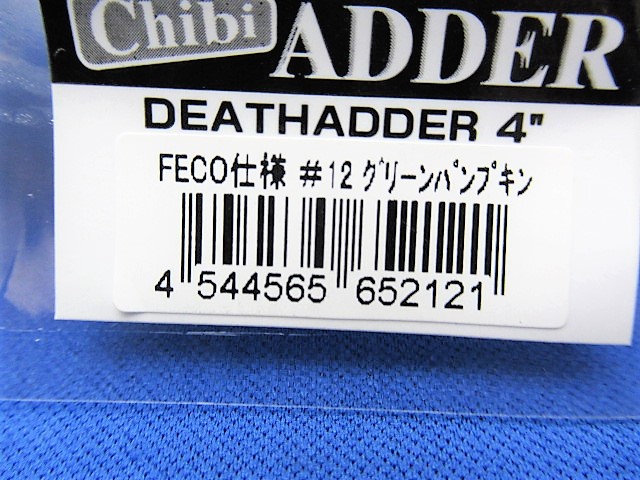 Chibi
ADDER
DEATHADDER 4"
FECO仕様 #12 グリーンパンプキン
4 544565 652121